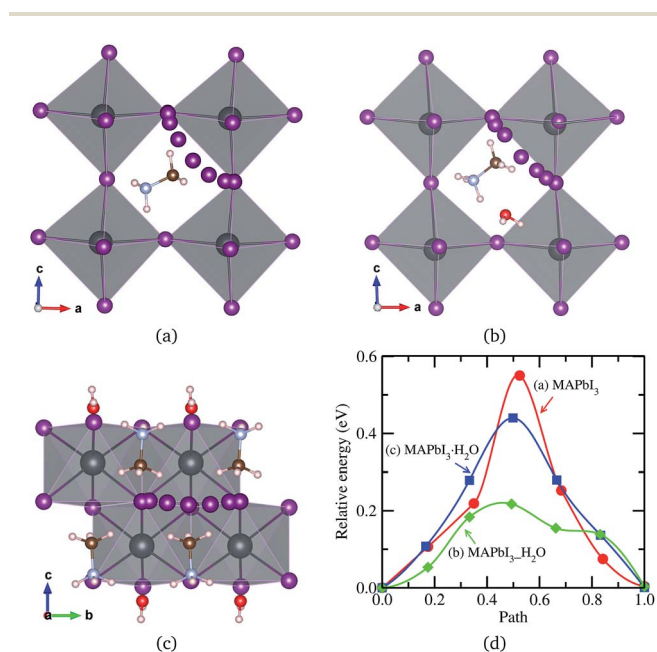 c
a
(a)
c
a
(b)
c
a
b
(c)
0.6
0.4
0.2
0.0
Relative energy (eV)
(a) MAPbI₃
(c) MAPbI₃·H₂O
(b) MAPbI₃_H₂O
0.0 0.2 0.4 0.6 0.8 1.0
Path
(d)